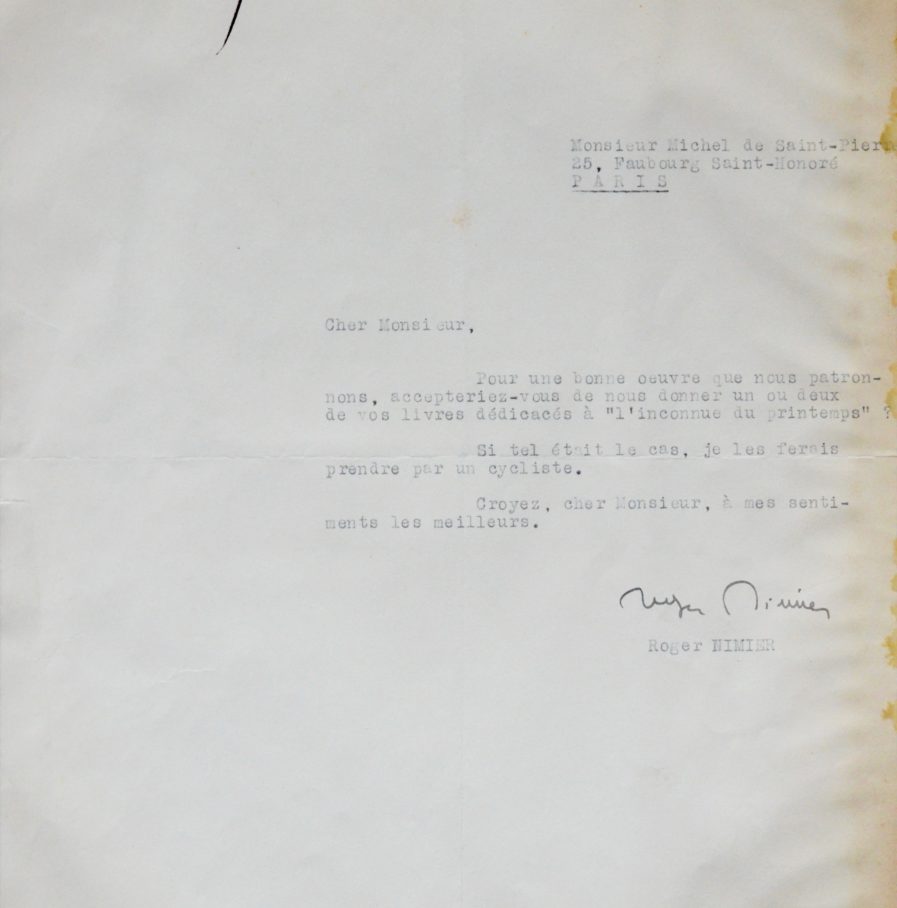 Monsieur Michel de Saint-Pierre
25, Faubourg Saint-Honoré
P A R I S
Cher Monsieur,
Pour une bonne oeuvre que nous patron-
nons, accepteriez-vous de nous donner un ou deux
de vos livres dédicacés à "l'inconnue du printemps" ?
Si tel était le cas, je les ferais
prendre par un cycliste.
Croyez, cher Monsieur, à mes senti-
ments les meilleurs.
Roger Nimier
Roger NIMIER